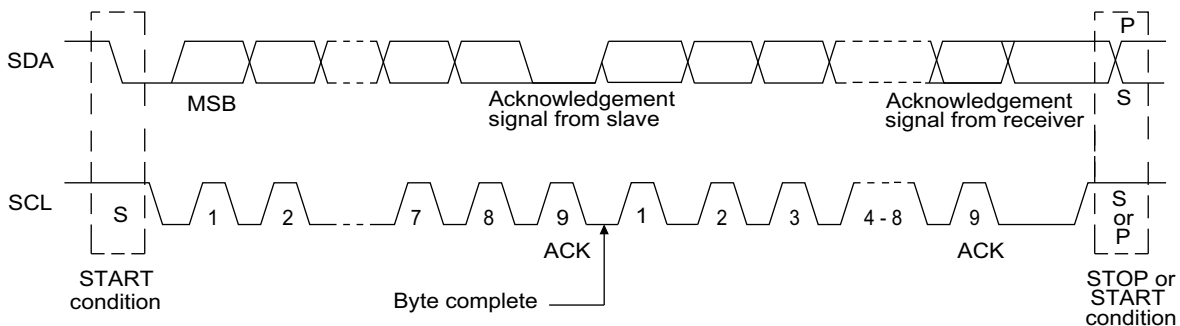 P
SDA
MSB
Acknowledgement
signal from slave
Acknowledgement
signal from receiver
S
SCL
S
1
2
7
8
9
1
2
3
4 - 8
9
S
or
P
ACK
ACK
START
condition
Byte complete
STOP or
START
condition